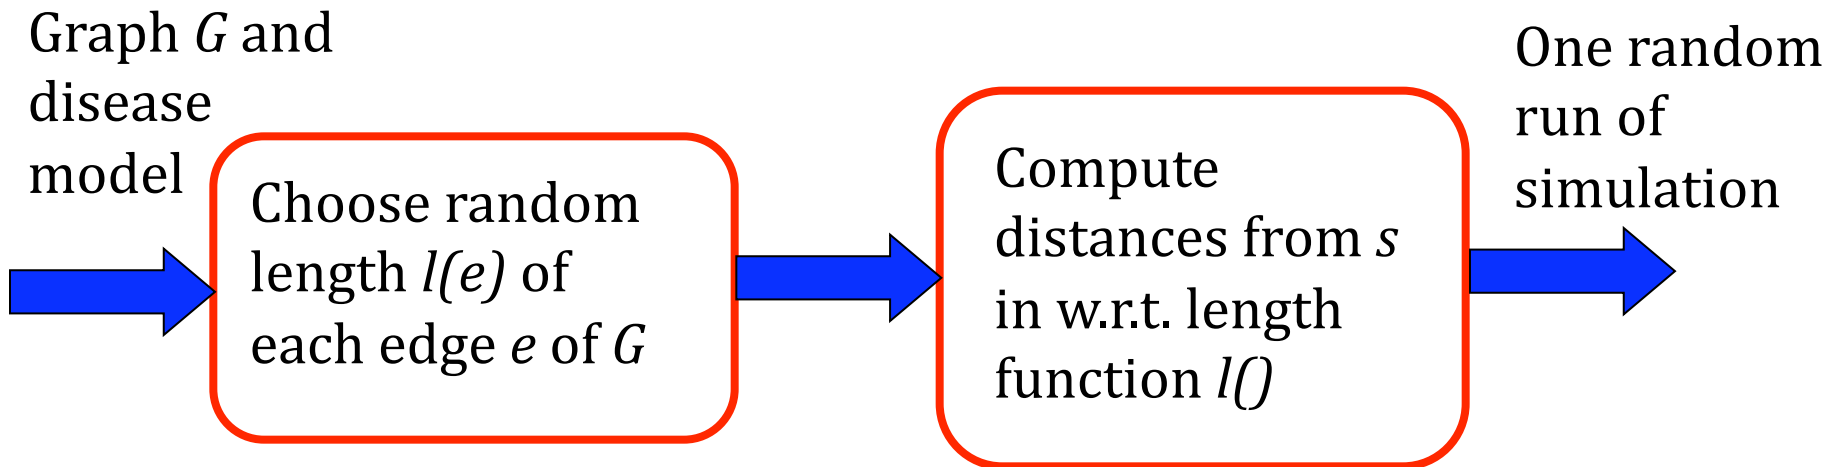 Graph G and
disease
model
Choose random
length l(e) of
each edge e of G
Compute
distances from s
in w.r.t. length
function l()
One random
run of
simulation